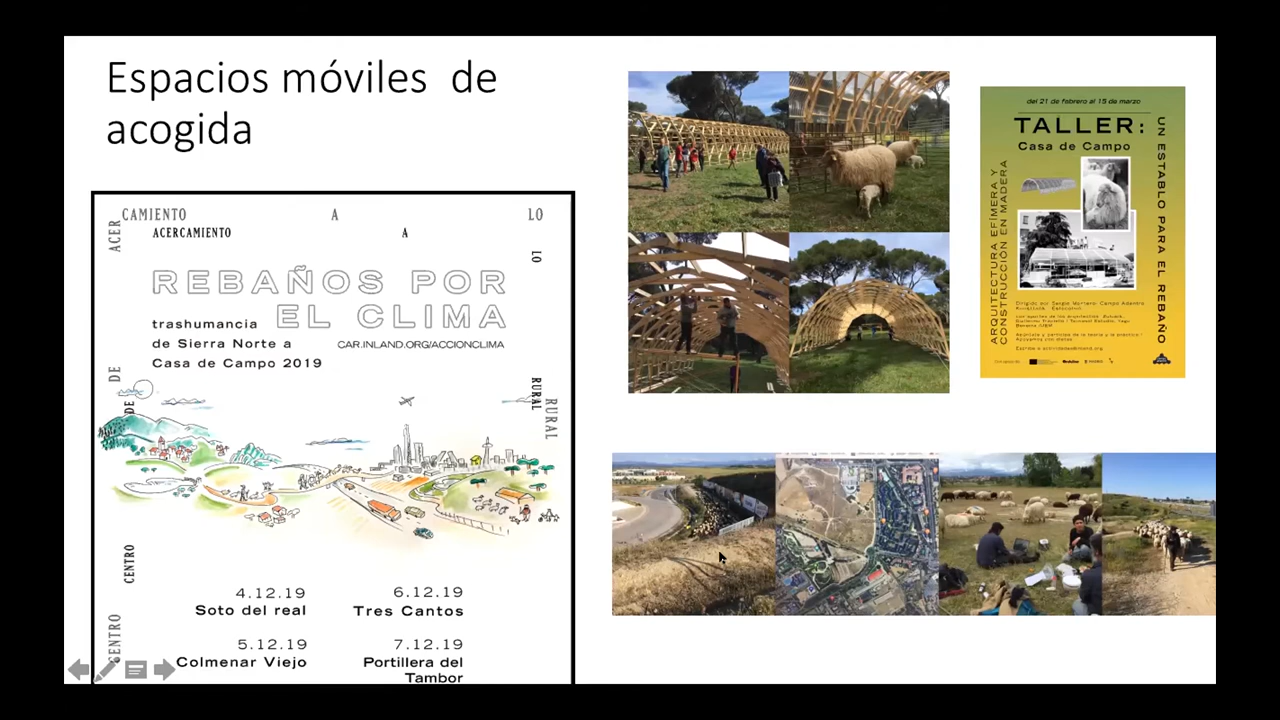 Espacios móviles de
acogida
ACER
CAMIENTO A LO
ACERCAMIENTO A
LO
REBAÑOS POR
EL CLIMA
trashumancia
de Sierra Norte a
Casa de Campo 2019
CAR.INLAND.ORG/ACCIONCLIMA
DE
DE
RURAL
RURAL
CENTRO
CENTRO
4.12.19
Soto del real
6.12.19
Tres Cantos
5.12.19
Colmenar Viejo
7.12.19
Portillera del
Tambor
del 21 de febrero al 15 de marzo
TALLER:
Casa de Campo
ARQUITECTURA EFÍMERA Y
CONSTRUCCIÓN EN MADERA
UN ESTABLO PARA EL REBAÑO